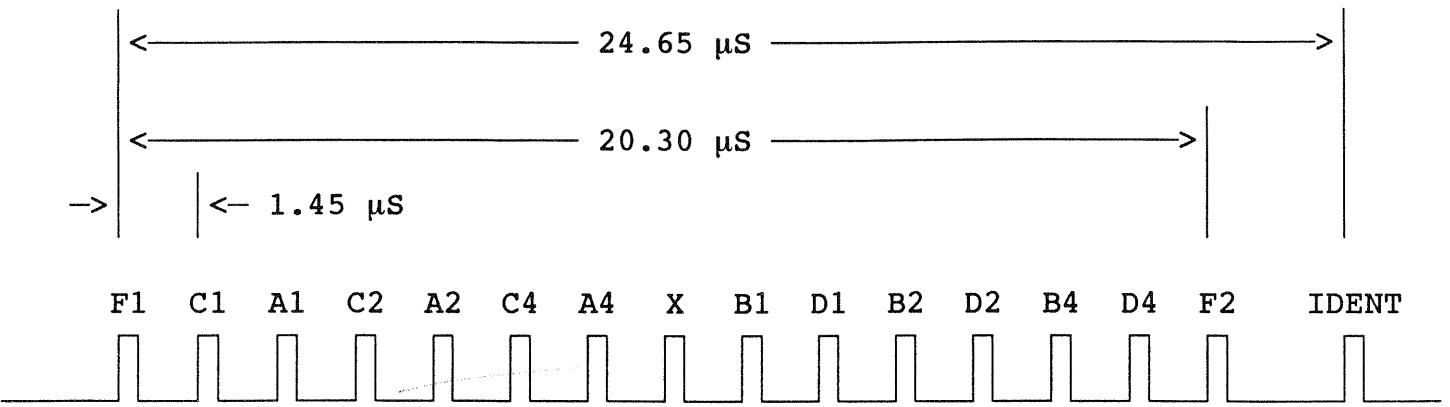 24.65 μS
20.30 μS
1.45 μS
F1 C1 A1 C2 A2 C4 A4 X B1 D1 B2 D2 B4 D4 F2 IDENT